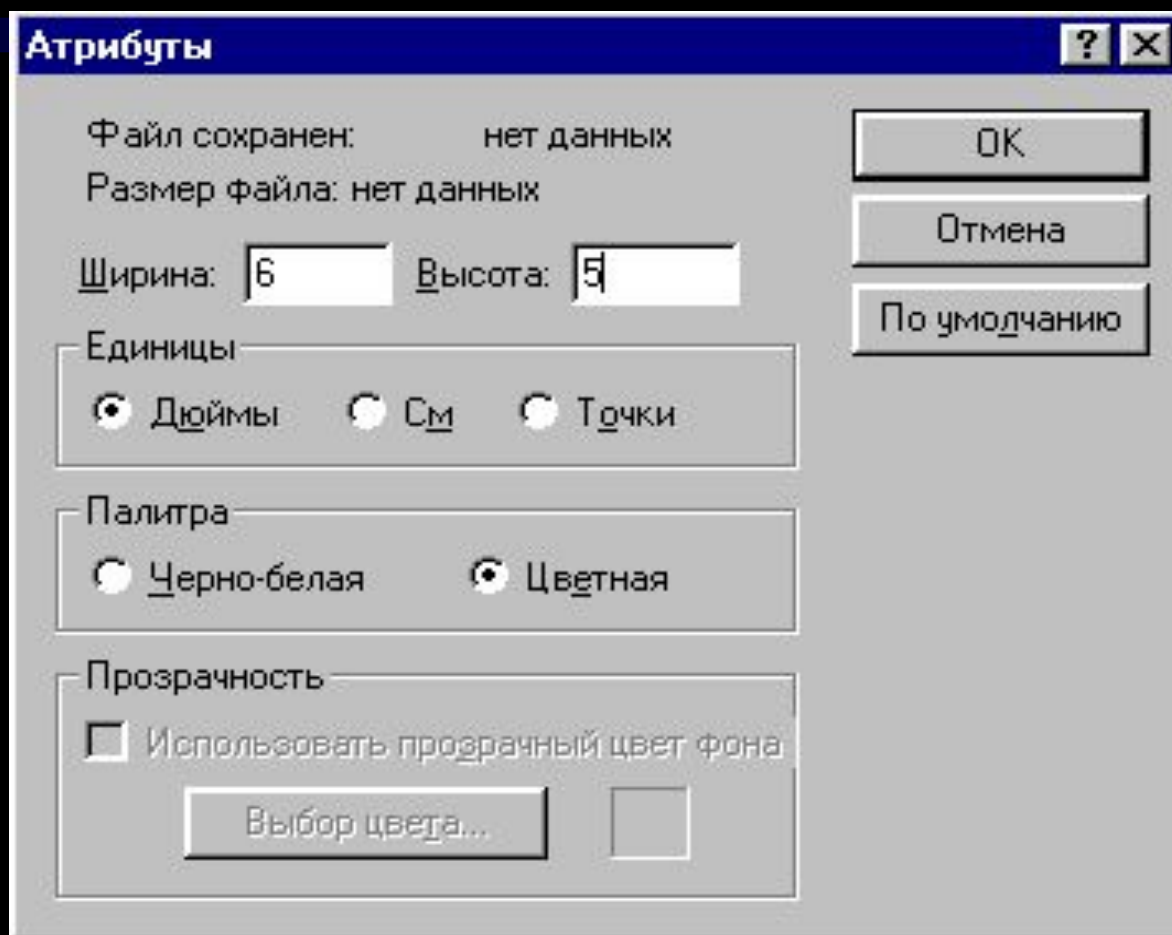 Атрибуты
Файл сохранен: нет данных
Размер файла: нет данных
Ширина: 6 Высота: 5
Единицы
Дюймы См Точки
Палитра
Черно-белая Цветная
Прозрачность
Использовать прозрачный цвет фона
Выбор цвета...
OK
Отмена
По умолчанию